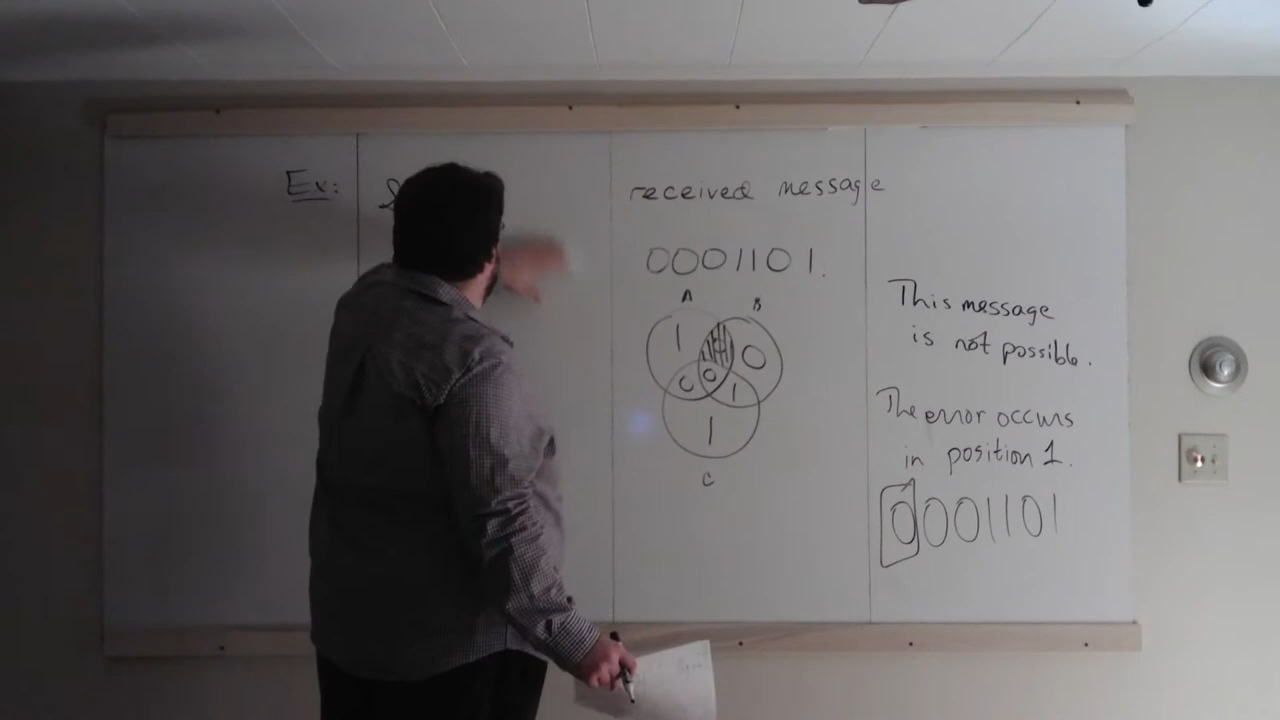 Ex:
received message
0001101.
A
B
1
0
0
0
1
1
C
This message
is not possible.
The error occurs
in position 1.
0001101